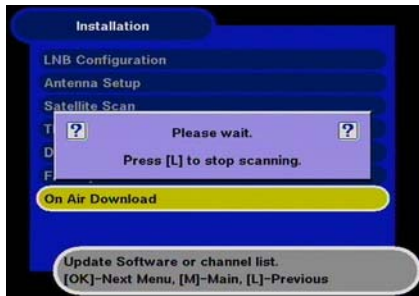 Installation
LNB Configuration
Antenna Setup
Satellite Scan
Please wait.
Press [L] to stop scanning.
On Air Download
Update Software or channel list.
[OK]-Next Menu, [M]-Main, [L]-Previous